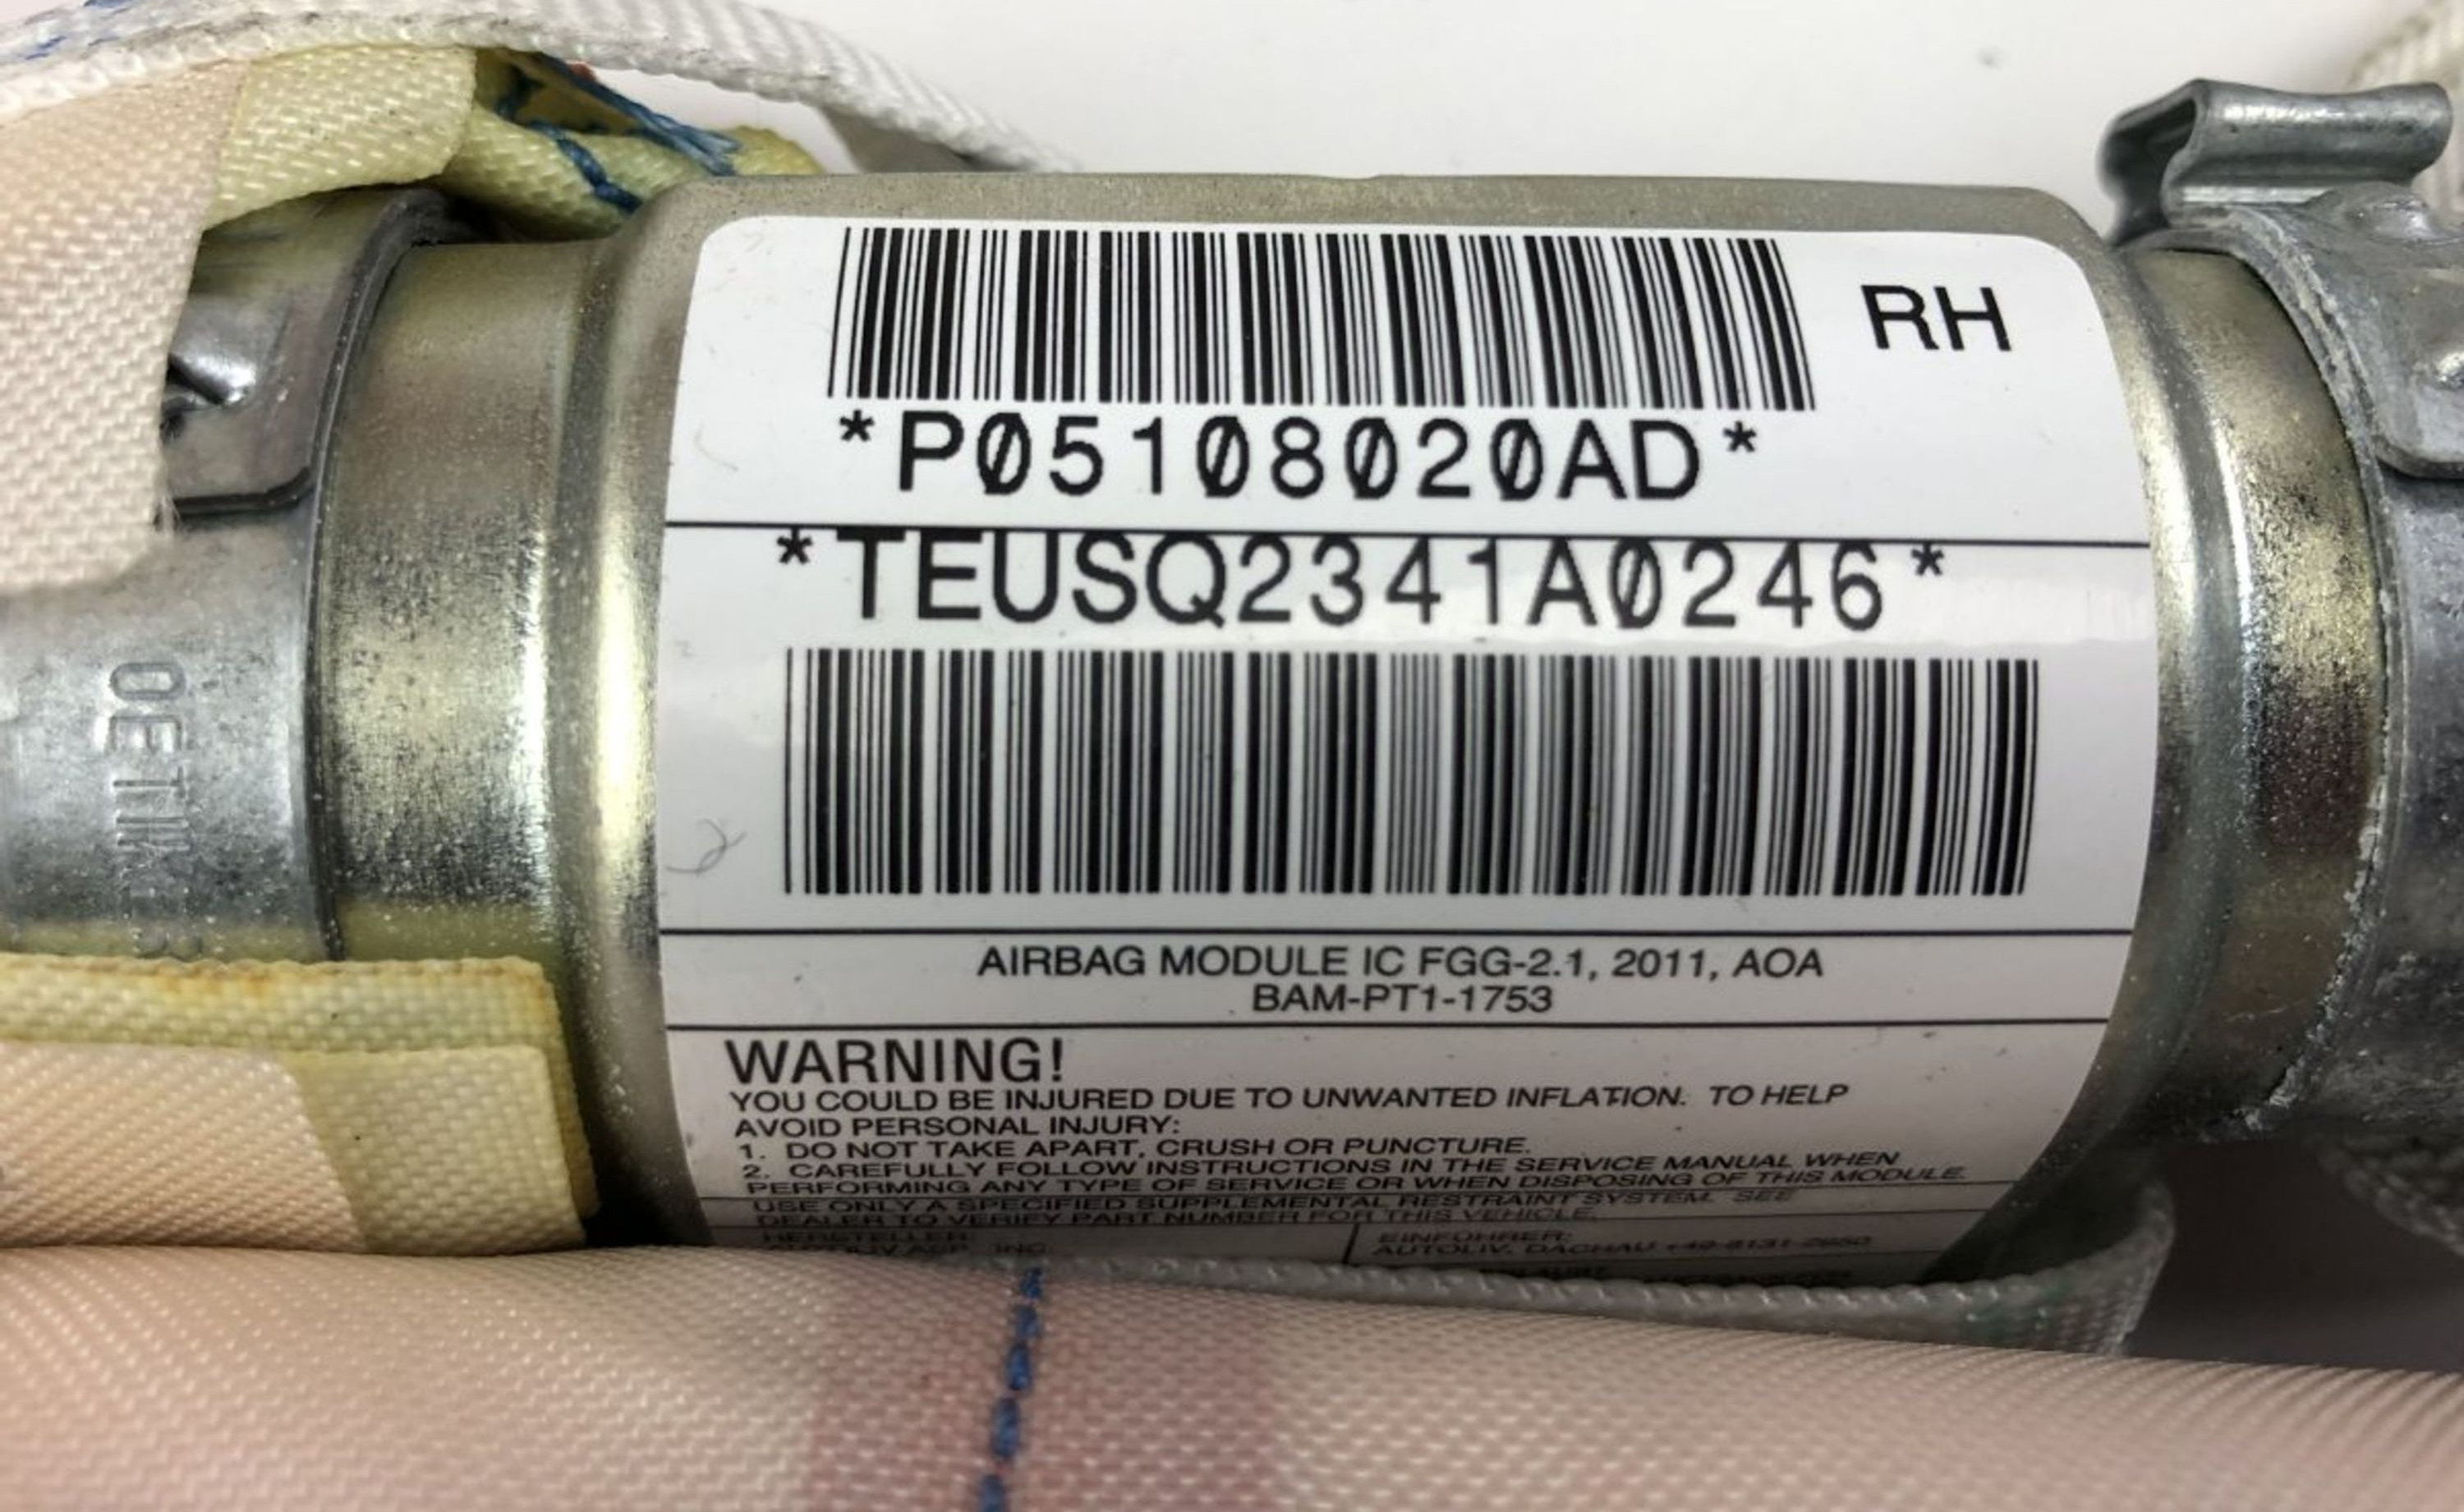 RH
*P05108020AD*
*TEUSQ2341A0246*
OETIKER
AIRBAG MODULE IC FGG-2.1, 2011, AOA
BAM-PT1-1753
WARNING!
YOU COULD BE INJURED DUE TO UNWANTED INFLATION. TO HELP
AVOID PERSONAL INJURY:
1. DO NOT TAKE APART, CRUSH OR PUNCTURE.
2. CAREFULLY FOLLOW INSTRUCTIONS IN THE SERVICE MANUAL WHEN
PERFORMING ANY TYPE OF SERVICE OR WHEN DISPOSING OF THIS MODULE.
USE ONLY A SPECIFIED SUPPLEMENTAL RESTRAINT SYSTEM. SEE
DEALER TO VERIFY PART NUMBER FOR THIS VEHICLE.
HERSTELLER:
EINFÜHRER:
AUTOLIV, DACHAU